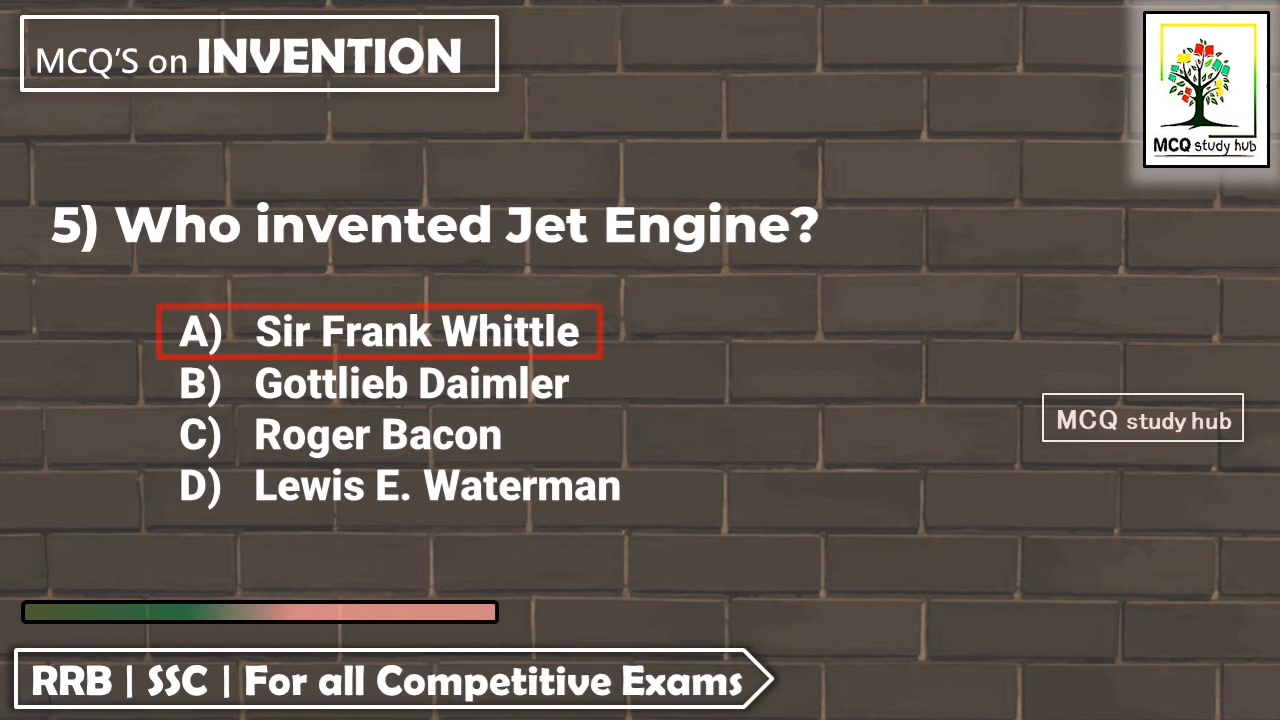 MCQ'S on INVENTION
MCQ study hub
5) Who invented Jet Engine?
A) Sir Frank Whittle
B) Gottlieb Daimler
C) Roger Bacon
D) Lewis E. Waterman
MCQ study hub
RRB | SSC | For all Competitive Exams